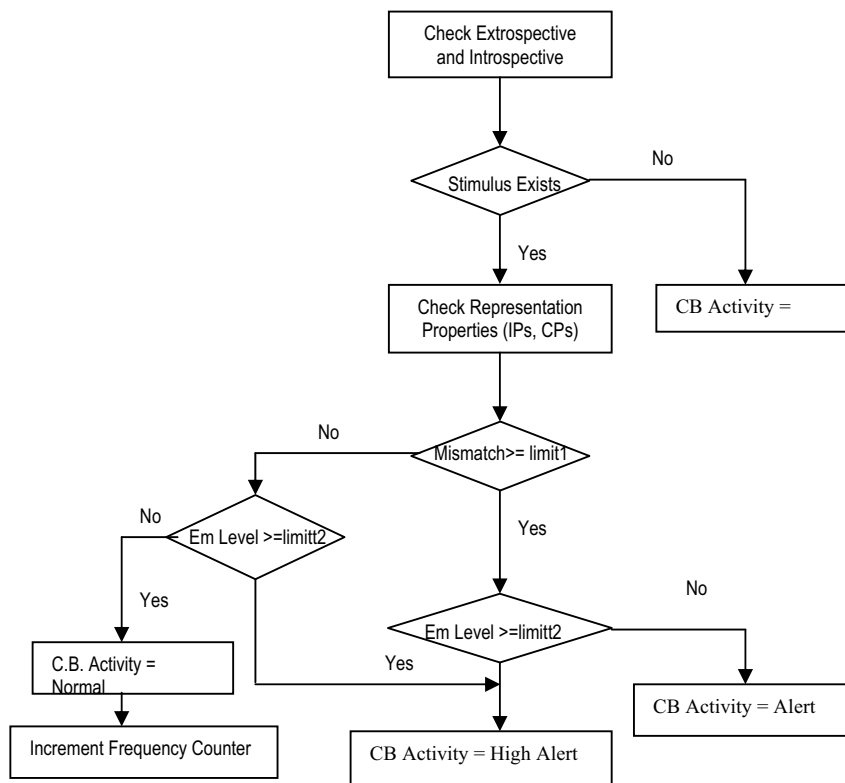 Check Extrospective
and Introspective
No
Stimulus Exists
Yes
Check Representation
Properties (IPs, CPs)
CB Activity =
No
Mismatch>= limit1
No
Em Level >=limitt2
Yes
Yes
No
Em Level >=limitt2
C.B. Activity =
Normal
Yes
CB Activity = Alert
Increment Frequency Counter
CB Activity = High Alert